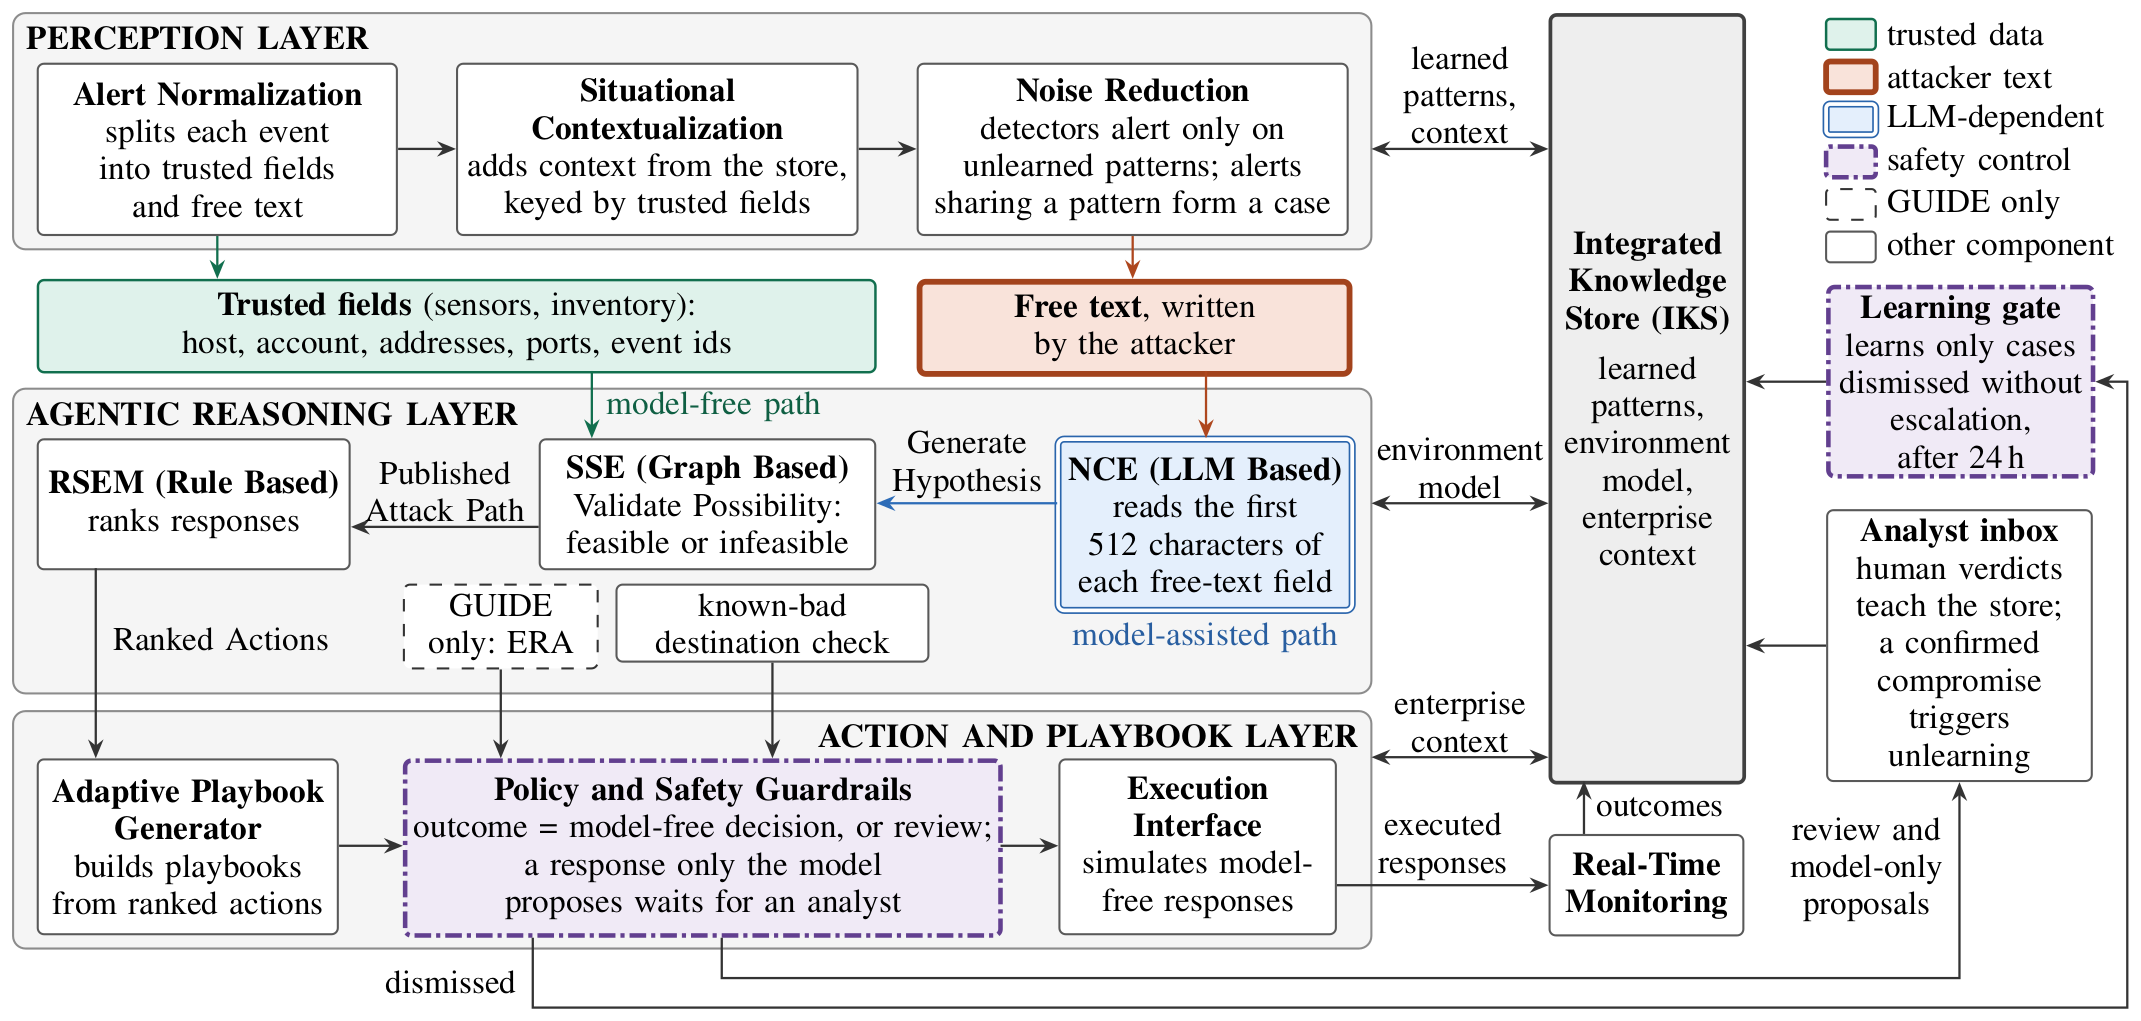 PERCEPTION LAYER
Alert Normalization
splits each event
into trusted fields
and free text
Situational
Contextualization
adds context from the store,
keyed by trusted fields
Noise Reduction
detectors alert only on
unlearned patterns; alerts
sharing a pattern form a case
learned
patterns,
context
trusted data
attacker text
LLM-dependent
safety control
GUIDE only
other component
Trusted fields (sensors, inventory):
host, account, addresses, ports, event ids
Free text, written
by the attacker
Integrated
Knowledge
Store (IKS)
learned
patterns,
environment
model,
enterprise
context
Learning gate
learns only cases
dismissed without
escalation,
after 24 h
AGENTIC REASONING LAYER
model-free path
RSEM (Rule Based)
ranks responses
Published
Attack Path
SSE (Graph Based)
Validate Possibility:
feasible or infeasible
Generate
Hypothesis
NCE (LLM Based)
reads the first
512 characters of
each free-text field
model-assisted path
environment
model
GUIDE
only: ERA
known-bad
destination check
Ranked Actions
Analyst inbox
human verdicts
teach the store;
a confirmed
compromise
triggers
unlearning
ACTION AND PLAYBOOK LAYER
enterprise
context
Adaptive Playbook
Generator
builds playbooks
from ranked actions
Policy and Safety Guardrails
outcome = model-free decision, or review;
a response only the model
proposes waits for an analyst
Execution
Interface
simulates model-
free responses
executed
responses
outcomes
Real-Time
Monitoring
review and
model-only
proposals
dismissed